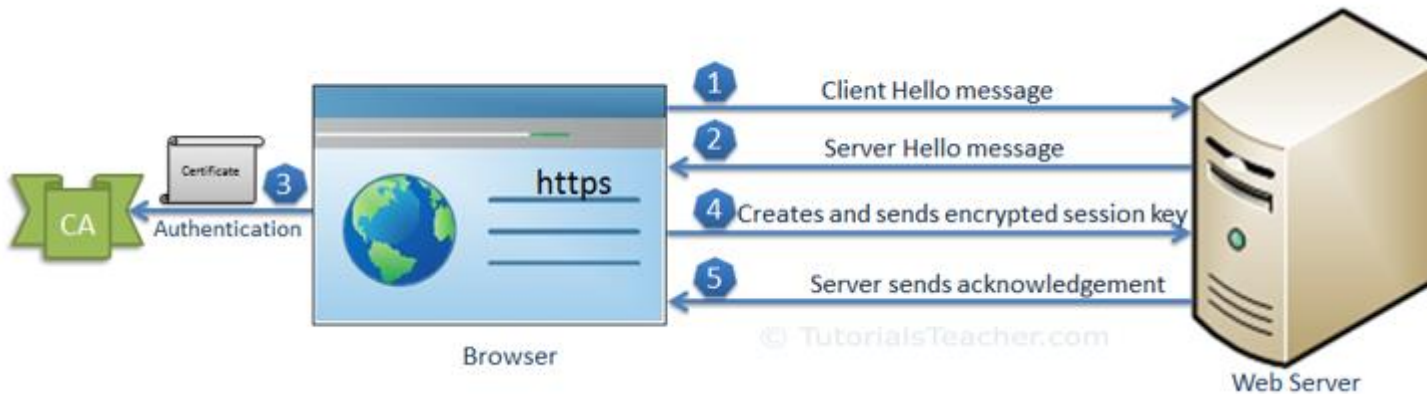 1
Client Hello message
2
Server Hello message
Certificate
3
https
CA
Authentication
4
Creates and sends encrypted session key
5
Server sends acknowledgement
© TutorialsTeacher.com
Browser
Web Server